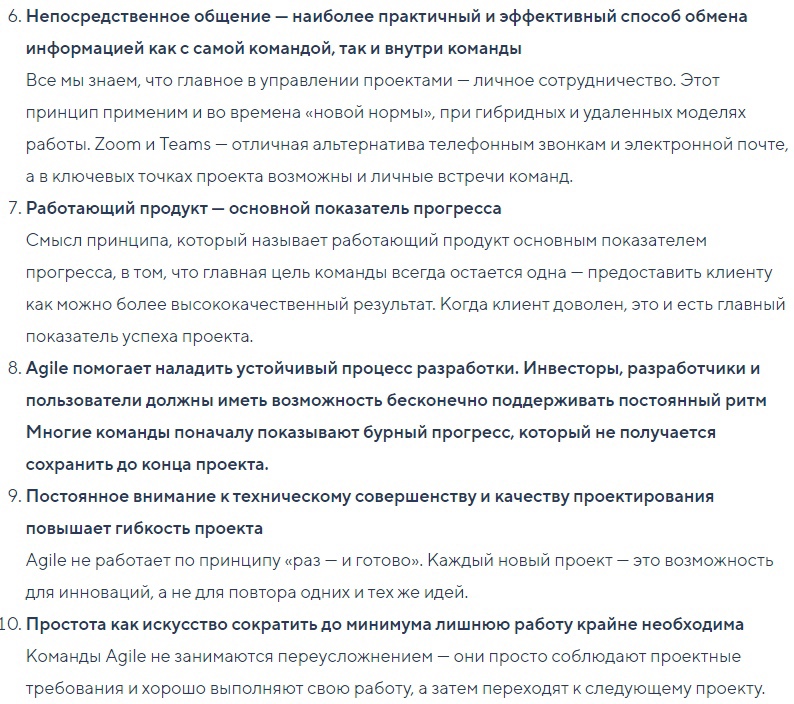 6. Непосредственное общение — наиболее практичный и эффективный способ обмена
информацией как с самой командой, так и внутри команды
Все мы знаем, что главное в управлении проектами — личное сотрудничество. Этот
принцип применим и во времена «новой нормы», при гибридных и удаленных моделях
работы. Zoom и Teams — отличная альтернатива телефонным звонкам и электронной почте,
а в ключевых точках проекта возможны и личные встречи команд.
7. Работающий продукт — основной показатель прогресса
Смысл принципа, который называет работающий продукт основным показателем
прогресса, в том, что главная цель команды всегда остается одна — предоставить клиенту
как можно более высококачественный результат. Когда клиент доволен, это и есть главный
показатель успеха проекта.
8. Agile помогает наладить устойчивый процесс разработки. Инвесторы, разработчики и
пользователи должны иметь возможность бесконечно поддерживать постоянный ритм
Многие команды поначалу показывают бурный прогресс, который не получается
сохранить до конца проекта.
9. Постоянное внимание к техническому совершенству и качеству проектирования
повышает гибкость проекта
Agile не работает по принципу «раз — и готово». Каждый новый проект — это возможность
для инноваций, а не для повтора одних и тех же идей.
10. Простота как искусство сократить до минимума лишнюю работу крайне необходима
Команды Agile не занимаются переусложнением — они просто соблюдают проектные
требования и хорошо выполняют свою работу, а затем переходят к следующему проекту.